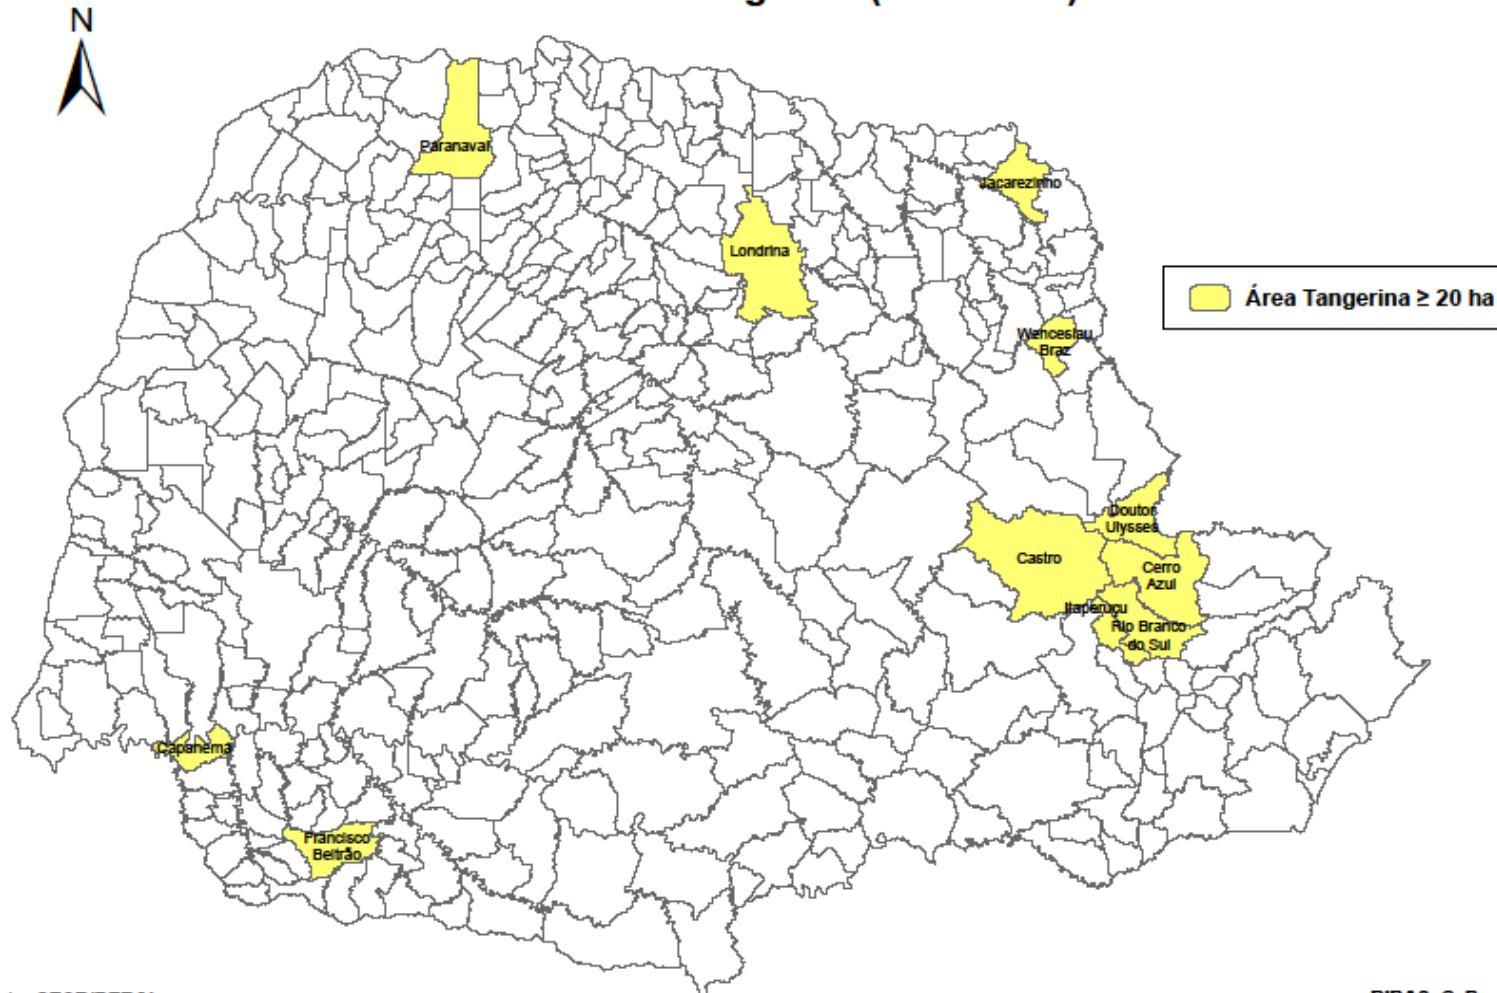 N
Paranavaí
Jacarezinho
Londrina
Área Tangerina ≥ 20 ha
Wenceslau
Braz
Doutor
Ulysses
Castro
Cerro
Azul
Itaperuçu
Rio Branco
do Sul
Capanema
Francisco
Beltrão